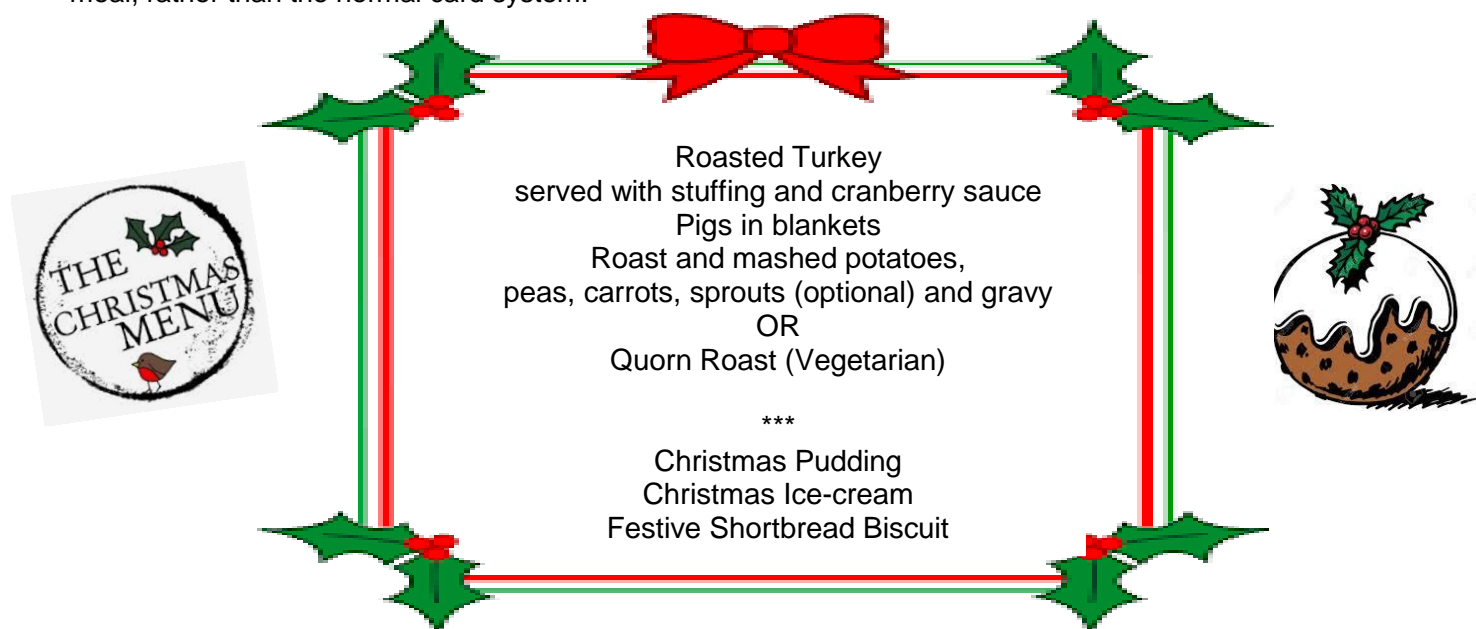 meal, rather than the normal card system.
THE
CHRISTMAS
MENU
Roasted Turkey
served with stuffing and cranberry sauce
Pigs in blankets
Roast and mashed potatoes,
peas, carrots, sprouts (optional) and gravy
OR
Quorn Roast (Vegetarian)
***
Christmas Pudding
Christmas Ice-cream
Festive Shortbread Biscuit